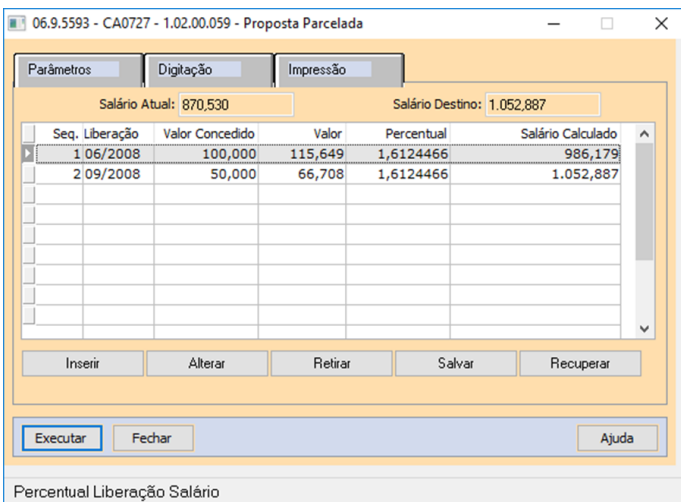 06.9.5593 - CA0727 - 1.02.00.059 - Proposta Parcelada
Parâmetros Digitação Impressão
Salário Atual: 870,530 Salário Destino: 1.052,887
Seq. Liberação Valor Concedido Valor Percentual Salário Calculado
1 06/2008 100,000 115,649 1,6124466 986,179
2 09/2008 50,000 66,708 1,6124466 1.052,887
Inserir Alterar Retirar Salvar Recuperar
Executar Fechar Ajuda
Percentual Liberação Salário